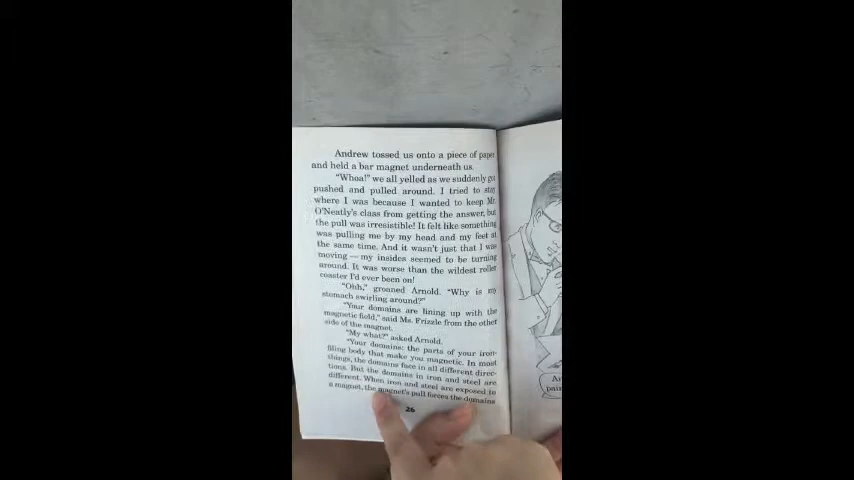 Andrew tossed us onto a piece of paper
and held a bar magnet underneath us.
"Whoa!" we all yelled as we suddenly got
pushed and pulled around. I tried to stay
where I was because I wanted to keep Mr.
O'Neatly's class from getting the answer, but
the pull was irresistible! It felt like something
was pulling me by my head and my feet at
the same time. And it wasn't just that I was
moving — my insides seemed to be turning
around. It was worse than the wildest roller
coaster I'd ever been on!
"Ohh," groaned Arnold. "Why is my
stomach swirling around?"
"Your domains are lining up with the
magnetic field," said Ms. Frizzle from the other
side of the magnet.
"My what?" asked Arnold.
"Your domains: the parts of your iron-
filing body that make you magnetic. In most
things, the domains face in all different direc-
tions. But the domains in iron and steel are
different. When iron and steel are exposed to
a magnet, the magnet's pull forces the domains
26